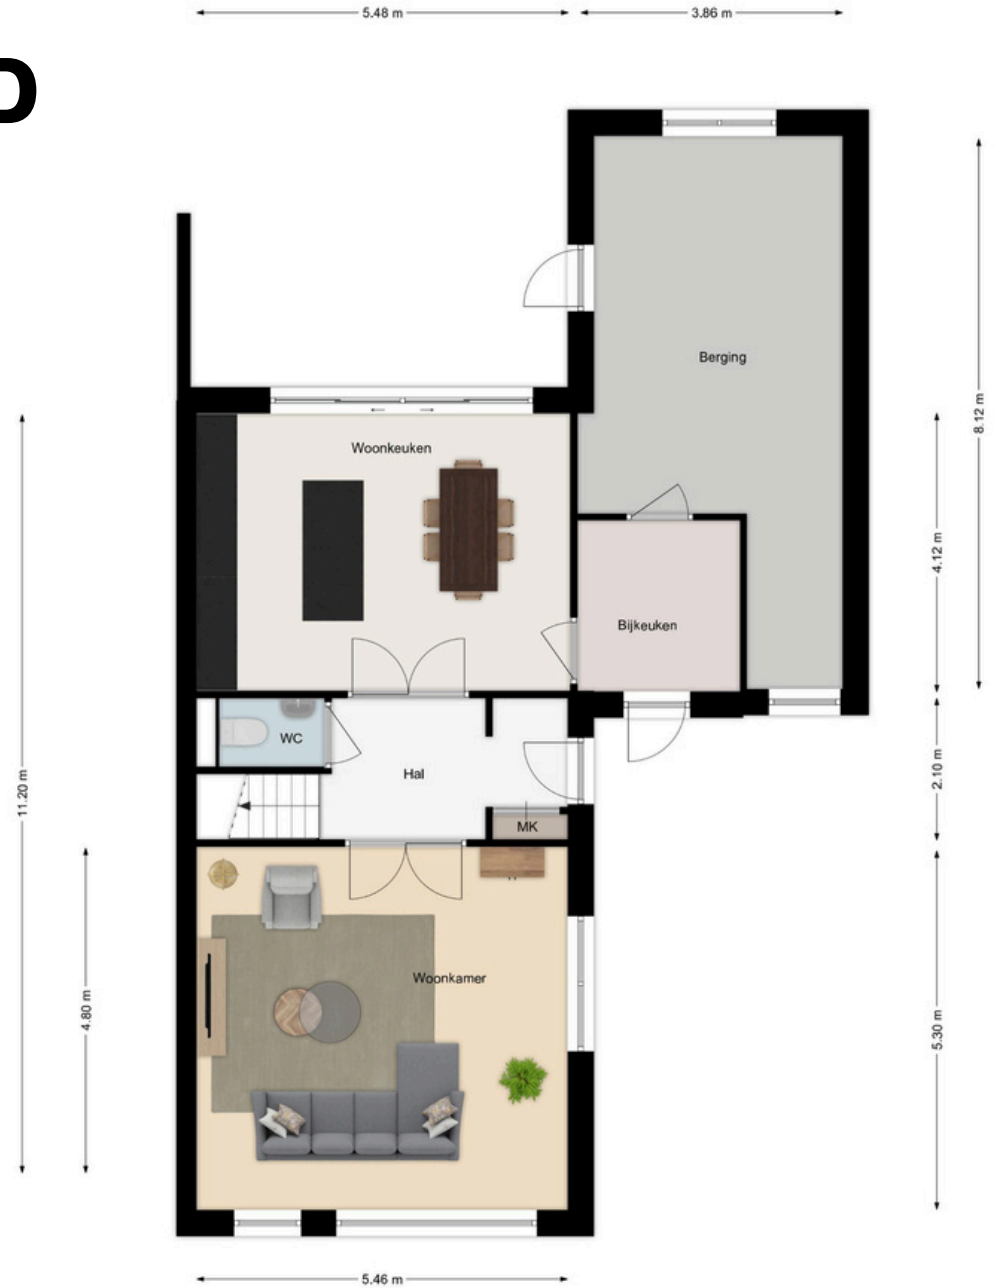 5.48 m
3.86 m
D
Berging
8.12 m
Woonkeuken
4.12 m
Bijkeuken
WC
Hal
2.10 m
11.20 m
MK
Woonkamer
4.80 m
5.30 m
5.46 m